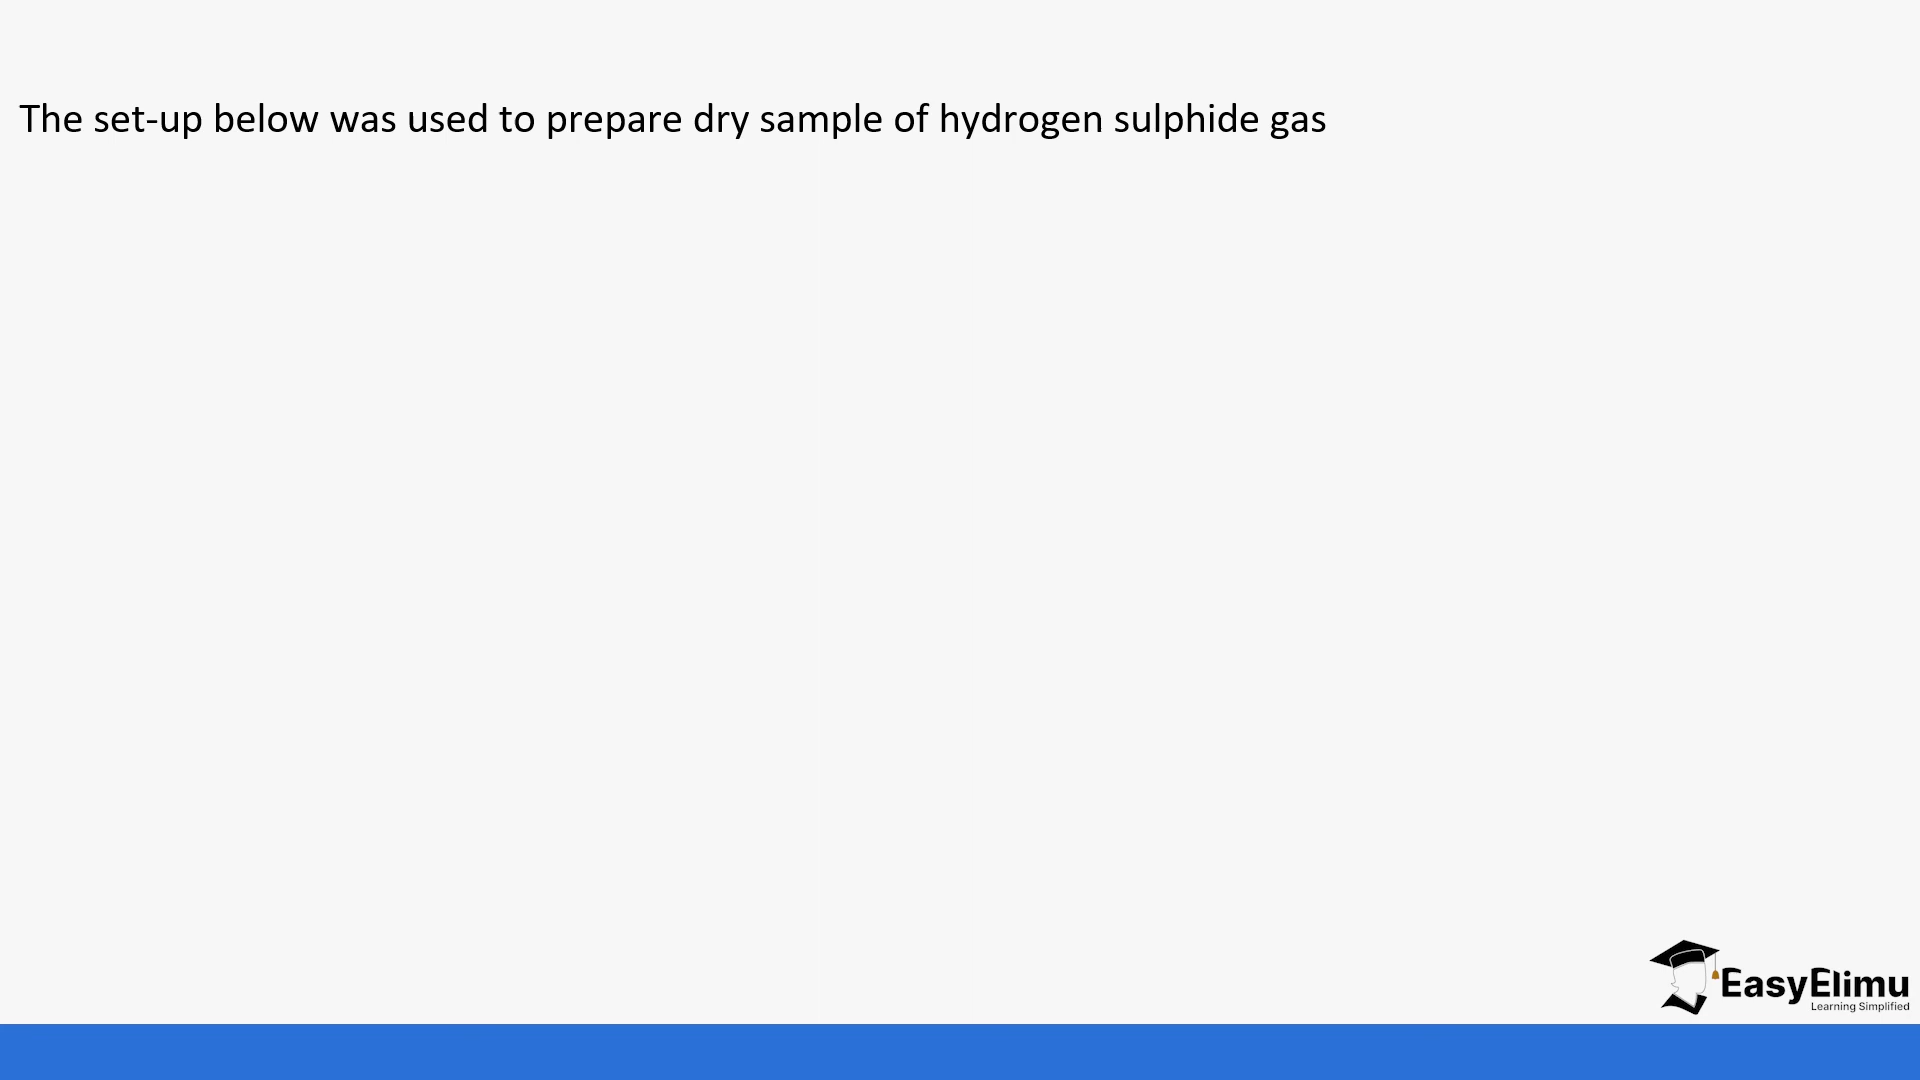 The set-up below was used to prepare dry sample of hydrogen sulphide gas
EasyElimu
Learning Simplified